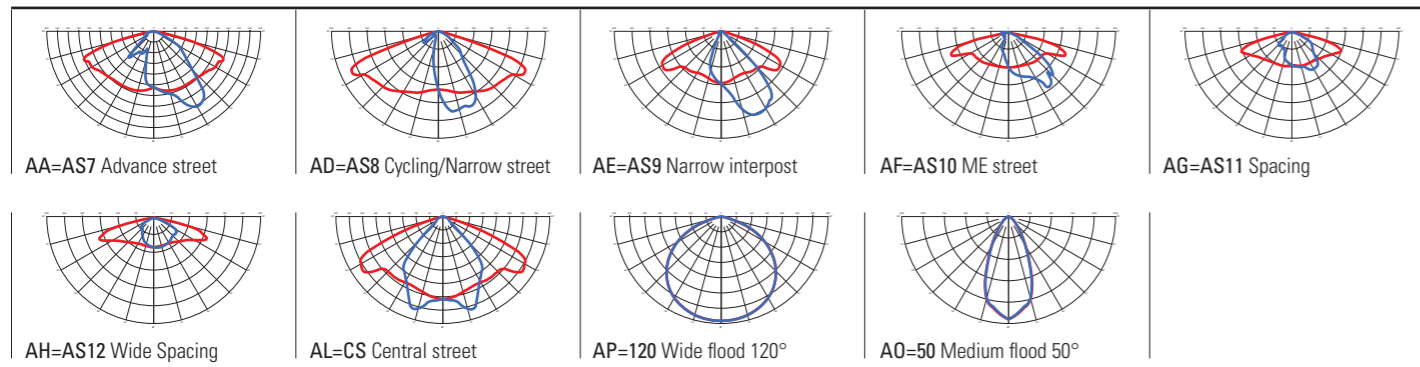 AA=AS7 Advance street
AD=AS8 Cycling/Narrow street
AE=AS9 Narrow interpost
AF=AS10 ME street
AG=AS11 Spacing
AH=AS12 Wide Spacing
AL=CS Central street
AP=120 Wide flood 120°
AO=50 Medium flood 50°